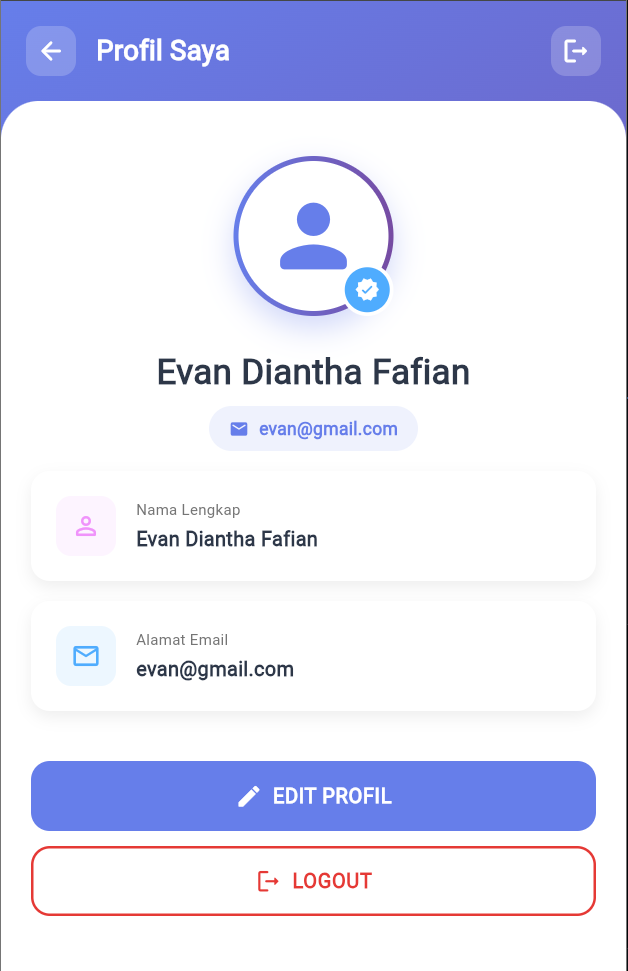 Profil Saya
Evan Diantha Fafian
evan@gmail.com
Nama Lengkap
Evan Diantha Fafian
Alamat Email
evan@gmail.com
EDIT PROFIL
LOGOUT